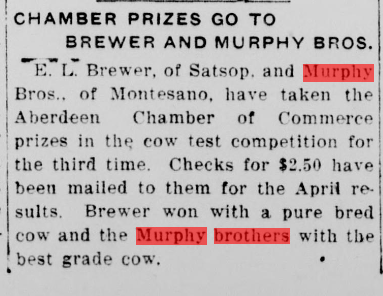 CHAMBER PRIZES GO TO
BREWER AND MURPHY BROS.
E. L. Brewer, of Satsop, and Murphy
Bros., of Montesano, have taken the
Aberdeen Chamber of Commerce
prizes in the cow test competition for
the third time. Checks for $2.50 have
been mailed to them for the April re-
sults. Brewer won with a pure bred
cow and the Murphy brothers with the
best grade cow.